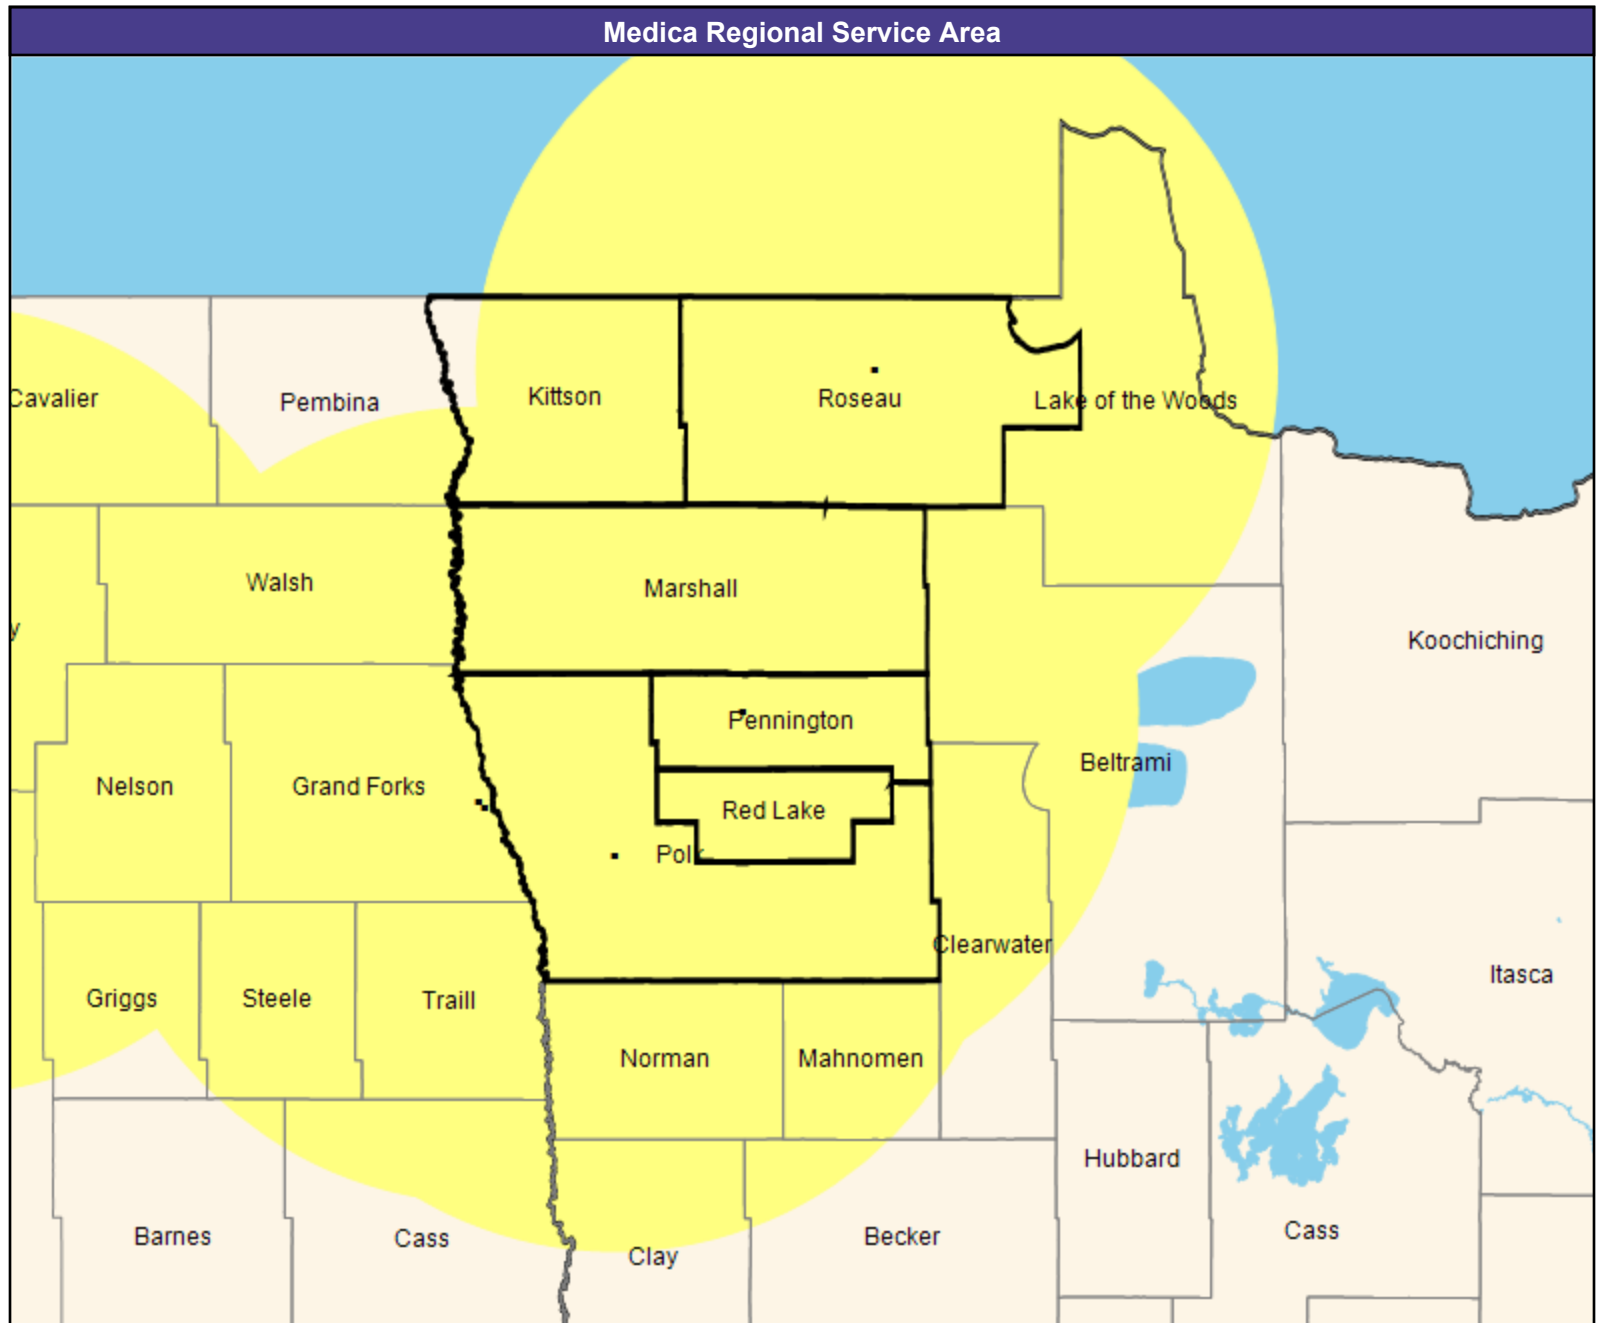 Medica Regional Service Area
Cavalier
Pembina
Kittson
Roseau
Lake of the Woods
Walsh
Marshall
y
Koochiching
Pennington
Beltrami
Nelson
Grand Forks
Red Lake
Polk
Clearwater
Itasca
Griggs
Steele
Traill
Norman
Mahnomen
Hubbard
Barnes
Cass
Clay
Becker
Cass